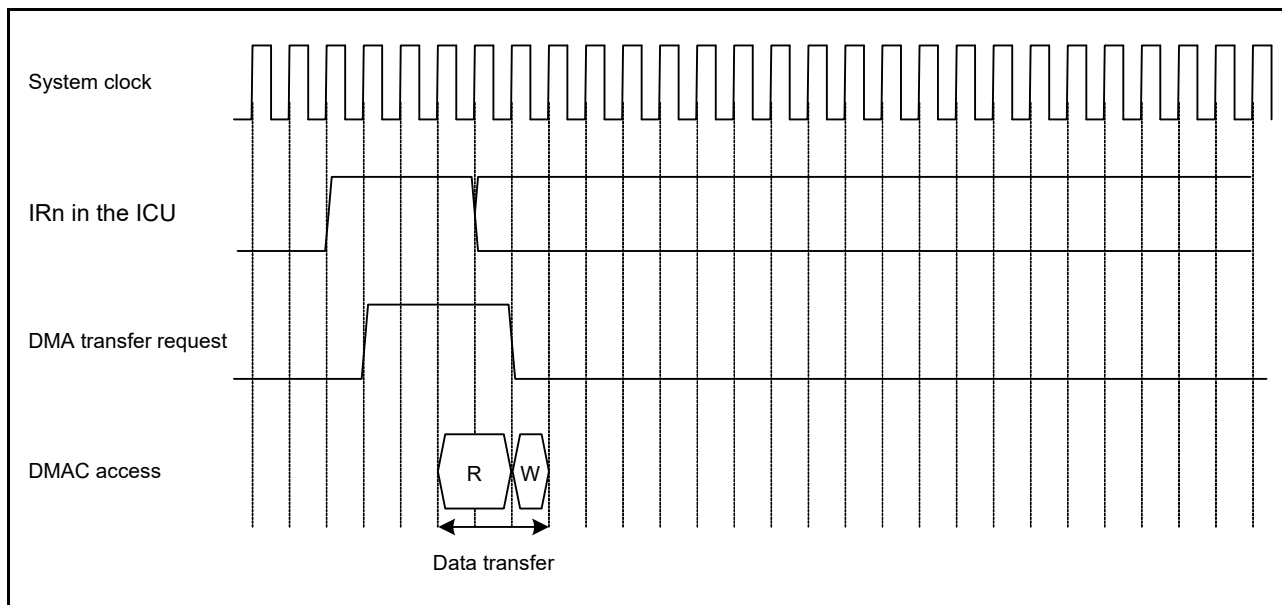 System clock
IRn in the ICU
DMA transfer request
DMAC access
R
W
Data transfer